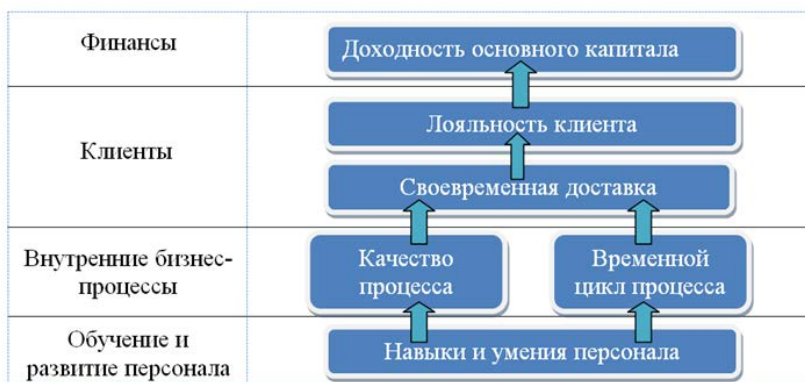 Финансы
Доходность основного капитала
Клиенты
Лояльность клиента
Своевременная доставка
Внутренние бизнес-
процессы
Качество
процесса
Временной
цикл процесса
Обучение и
развитие персонала
Навыки и умения персонала